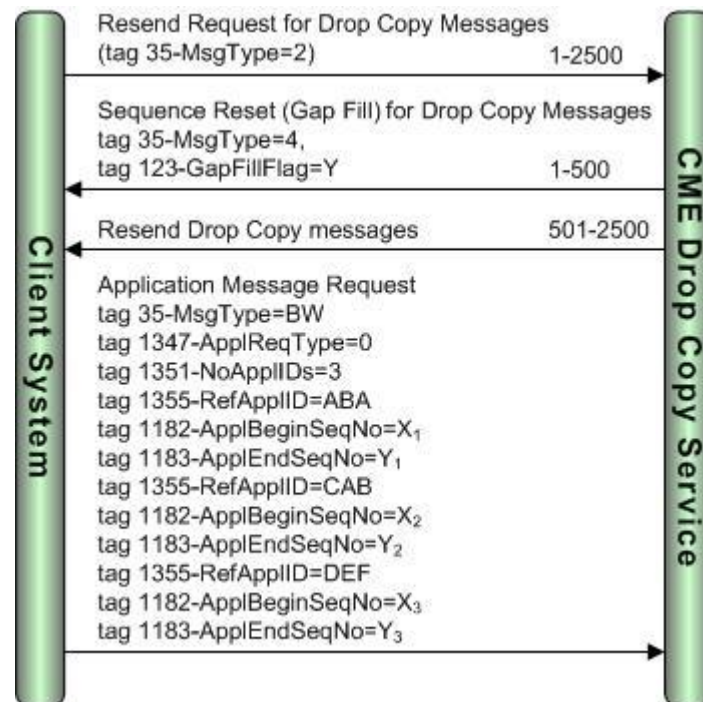 Resend Request for Drop Copy Messages
(tag 35-MsgType=2) 1-2500
Sequence Reset (Gap Fill) for Drop Copy Messages
tag 35-MsgType=4,
tag 123-GapFillFlag=Y 1-500
Resend Drop Copy messages 501-2500
Application Message Request
tag 35-MsgType=BW
tag 1347-ApplReqType=0
tag 1351-NoApplIDs=3
tag 1355-RefApplID=ABA
tag 1182-ApplBeginSeqNo=X₁
tag 1183-ApplEndSeqNo=Y₁
tag 1355-RefApplID=CAB
tag 1182-ApplBeginSeqNo=X₂
tag 1183-ApplEndSeqNo=Y₂
tag 1355-RefApplID=DEF
tag 1182-ApplBeginSeqNo=X₃
tag 1183-ApplEndSeqNo=Y₃
Client System
CME Drop Copy Service